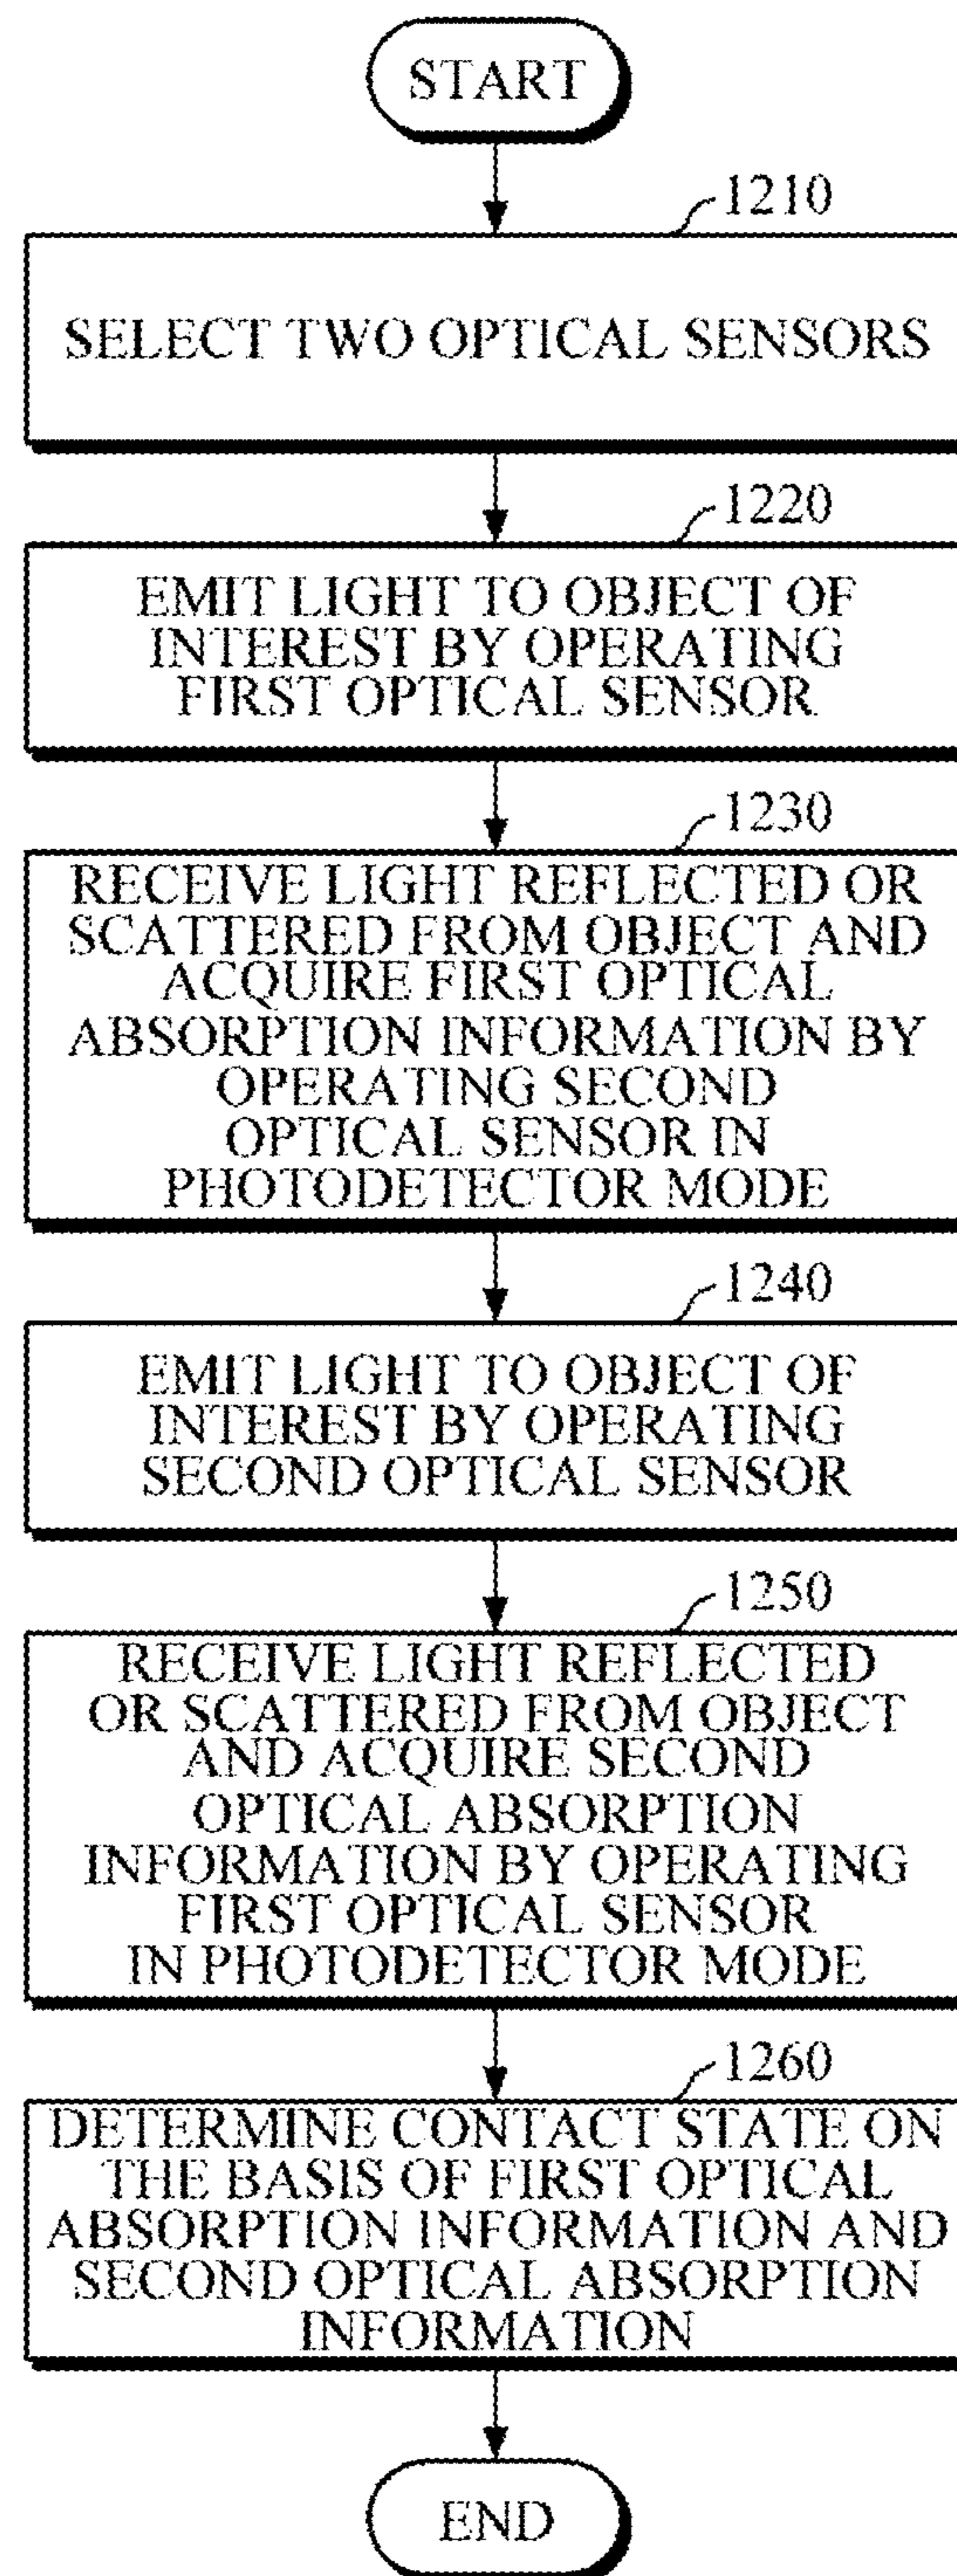 START
1210
SELECT TWO OPTICAL SENSORS
1220
EMIT LIGHT TO OBJECT OF
INTEREST BY OPERATING
FIRST OPTICAL SENSOR
1230
RECEIVE LIGHT REFLECTED OR
SCATTERED FROM OBJECT AND
ACQUIRE FIRST OPTICAL
ABSORPTION INFORMATION BY
OPERATING SECOND
OPTICAL SENSOR IN
PHOTODETECTOR MODE
1240
EMIT LIGHT TO OBJECT OF
INTEREST BY OPERATING
SECOND OPTICAL SENSOR
1250
RECEIVE LIGHT REFLECTED
OR SCATTERED FROM OBJECT
AND ACQUIRE SECOND
OPTICAL ABSORPTION
INFORMATION BY OPERATING
FIRST OPTICAL SENSOR
IN PHOTODETECTOR MODE
1260
DETERMINE CONTACT STATE ON
THE BASIS OF FIRST OPTICAL
ABSORPTION INFORMATION AND
SECOND OPTICAL ABSORPTION
INFORMATION
END